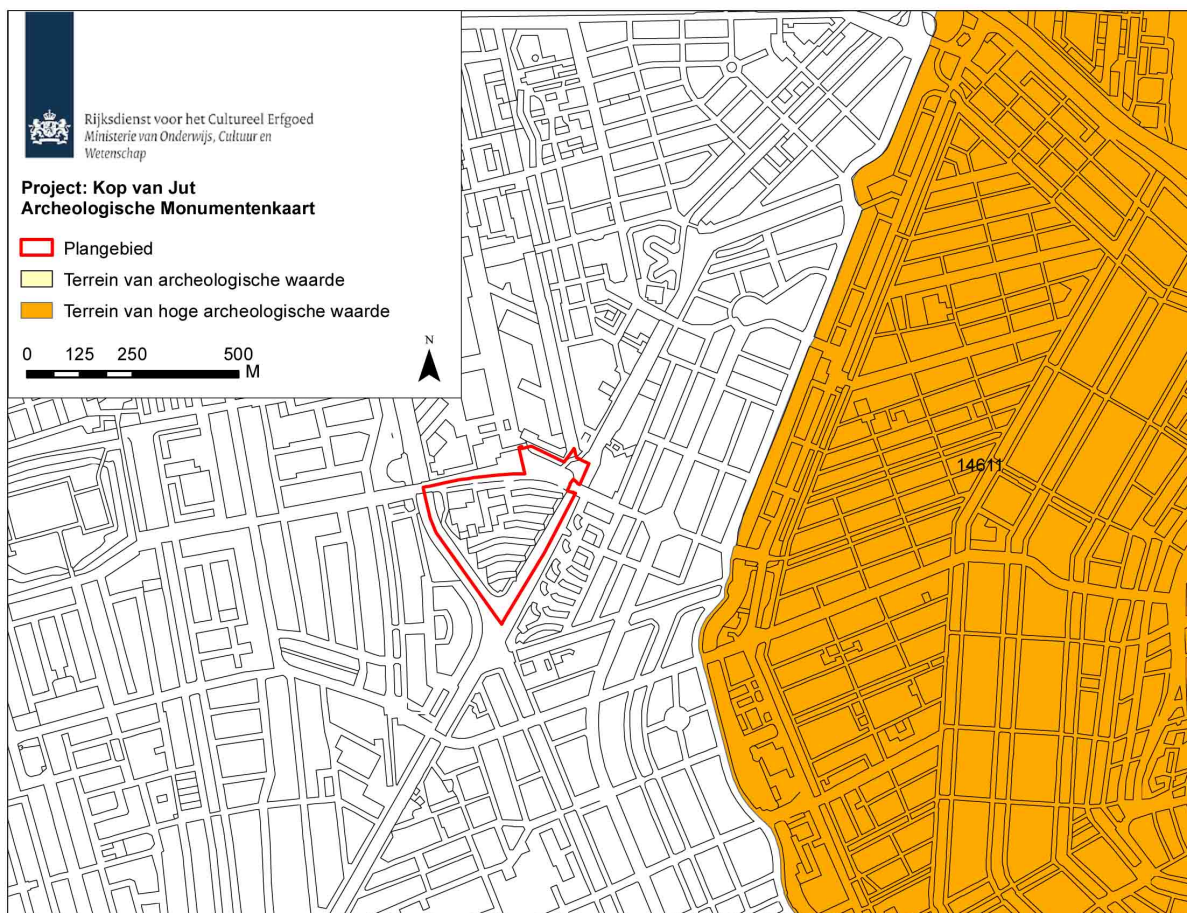 Rijksdienst voor het Cultureel Erfgoed
Ministerie van Onderwijs, Cultuur en
Wetenschap
Project: Kop van Jut
Archeologische Monumentenkaart
Plangebied
Terrein van archeologische waarde
Terrein van hoge archeologische waarde
0 125 250 500
M
N
14611